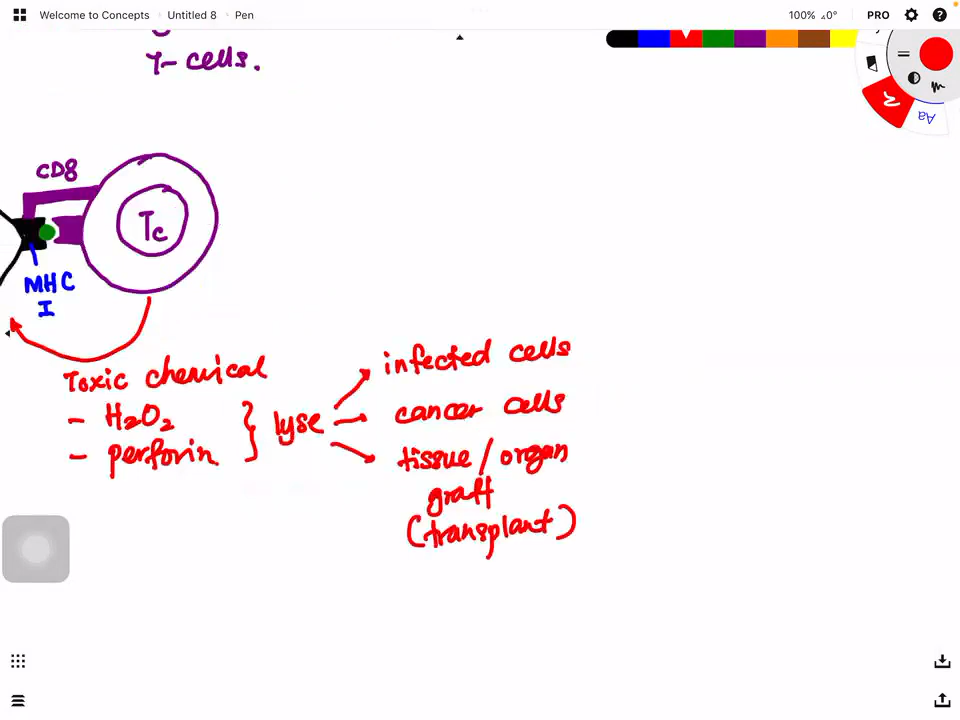 Welcome to Concepts Untitled 8 Pen
100% 0° PRO
T-cells.
Aa
CD8
Tc
MHC
I
Toxic chemical
- H₂O₂
- perforin
} lyse
infected cells
cancer cells
tissue / organ
graft
(transplant)